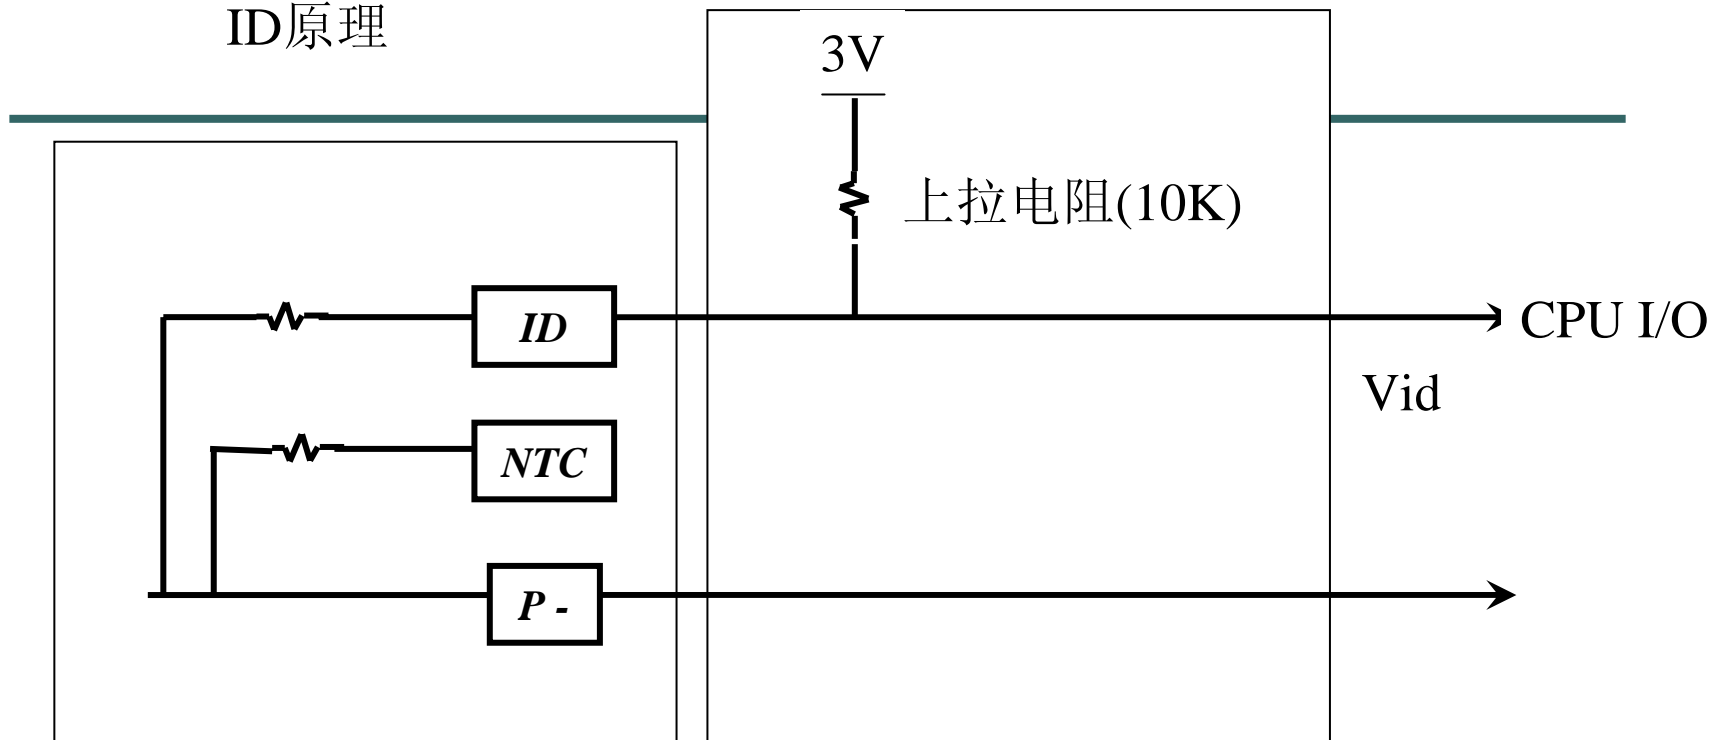 ID原理
3V
上拉电阻(10K)
ID
CPU I/O
Vid
NTC
P -